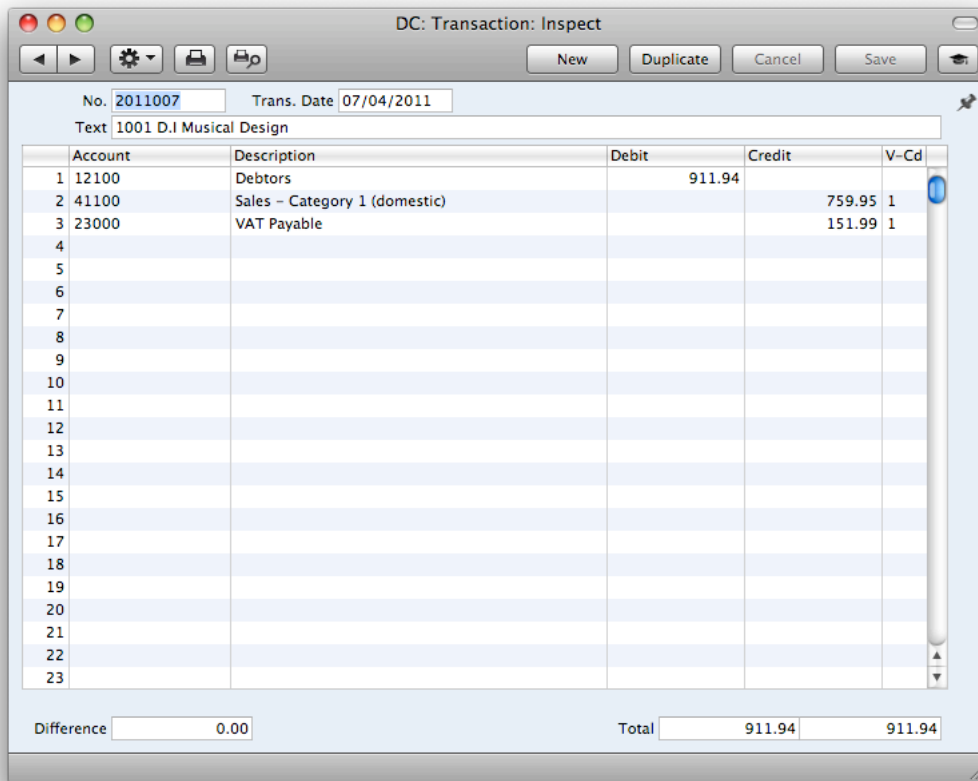 DC: Transaction: Inspect
New Duplicate Cancel Save
No. 2011007 Trans. Date 07/04/2011
Text 1001 D.I Musical Design
Account Description Debit Credit V-Cd
1 12100 Debtors 911.94
2 41100 Sales – Category 1 (domestic) 759.95 1
3 23000 VAT Payable 151.99 1
4
5
6
7
8
9
10
11
12
13
14
15
16
17
18
19
20
21
22
23
Difference 0.00 Total 911.94 911.94